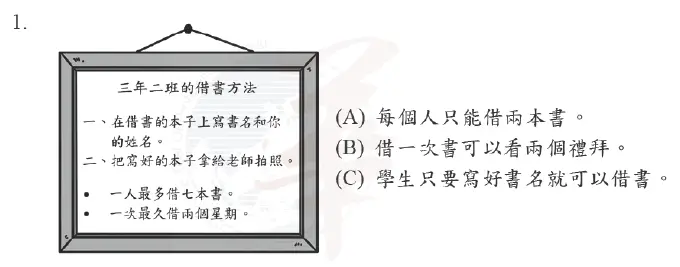 1.
三年二班的借書方法
一、在借書的本子上寫書名和你
的姓名。
二、把寫好的本子拿給老師拍照。
• 一人最多借七本書。
• 一次最久借兩個星期。
(A) 每個人只能借兩本書。
(B) 借一次書可以看兩個禮拜。
(C) 學生只要寫好書名就可以借書。